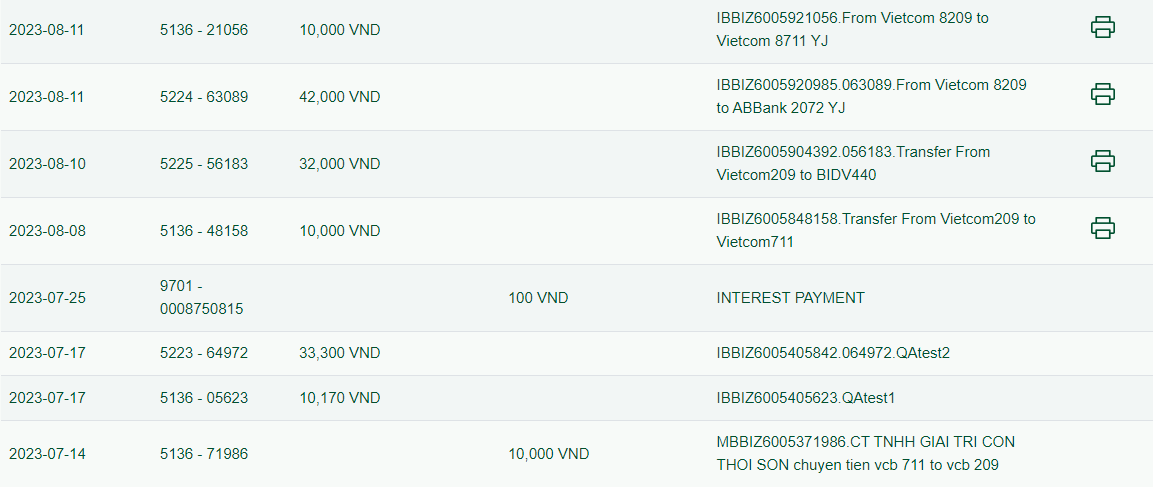 2023-08-11 5136 - 21056 10,000 VND IBBIZ6005921056.From Vietcom 8209 to
Vietcom 8711 YJ
2023-08-11 5224 - 63089 42,000 VND IBBIZ6005920985.063089.From Vietcom 8209
to ABBank 2072 YJ
2023-08-10 5225 - 56183 32,000 VND IBBIZ6005904392.056183.Transfer From
Vietcom209 to BIDV440
2023-08-08 5136 - 48158 10,000 VND IBBIZ6005848158.Transfer From Vietcom209 to
Vietcom711
2023-07-25 9701 -
0008750815 100 VND INTEREST PAYMENT
2023-07-17 5223 - 64972 33,300 VND IBBIZ6005405842.064972.QAtest2
2023-07-17 5136 - 05623 10,170 VND IBBIZ6005405623.QAtest1
2023-07-14 5136 - 71986 10,000 VND MBBIZ6005371986.CT TNHH GIAI TRI CON
THOI SON chuyen tien vcb 711 to vcb 209